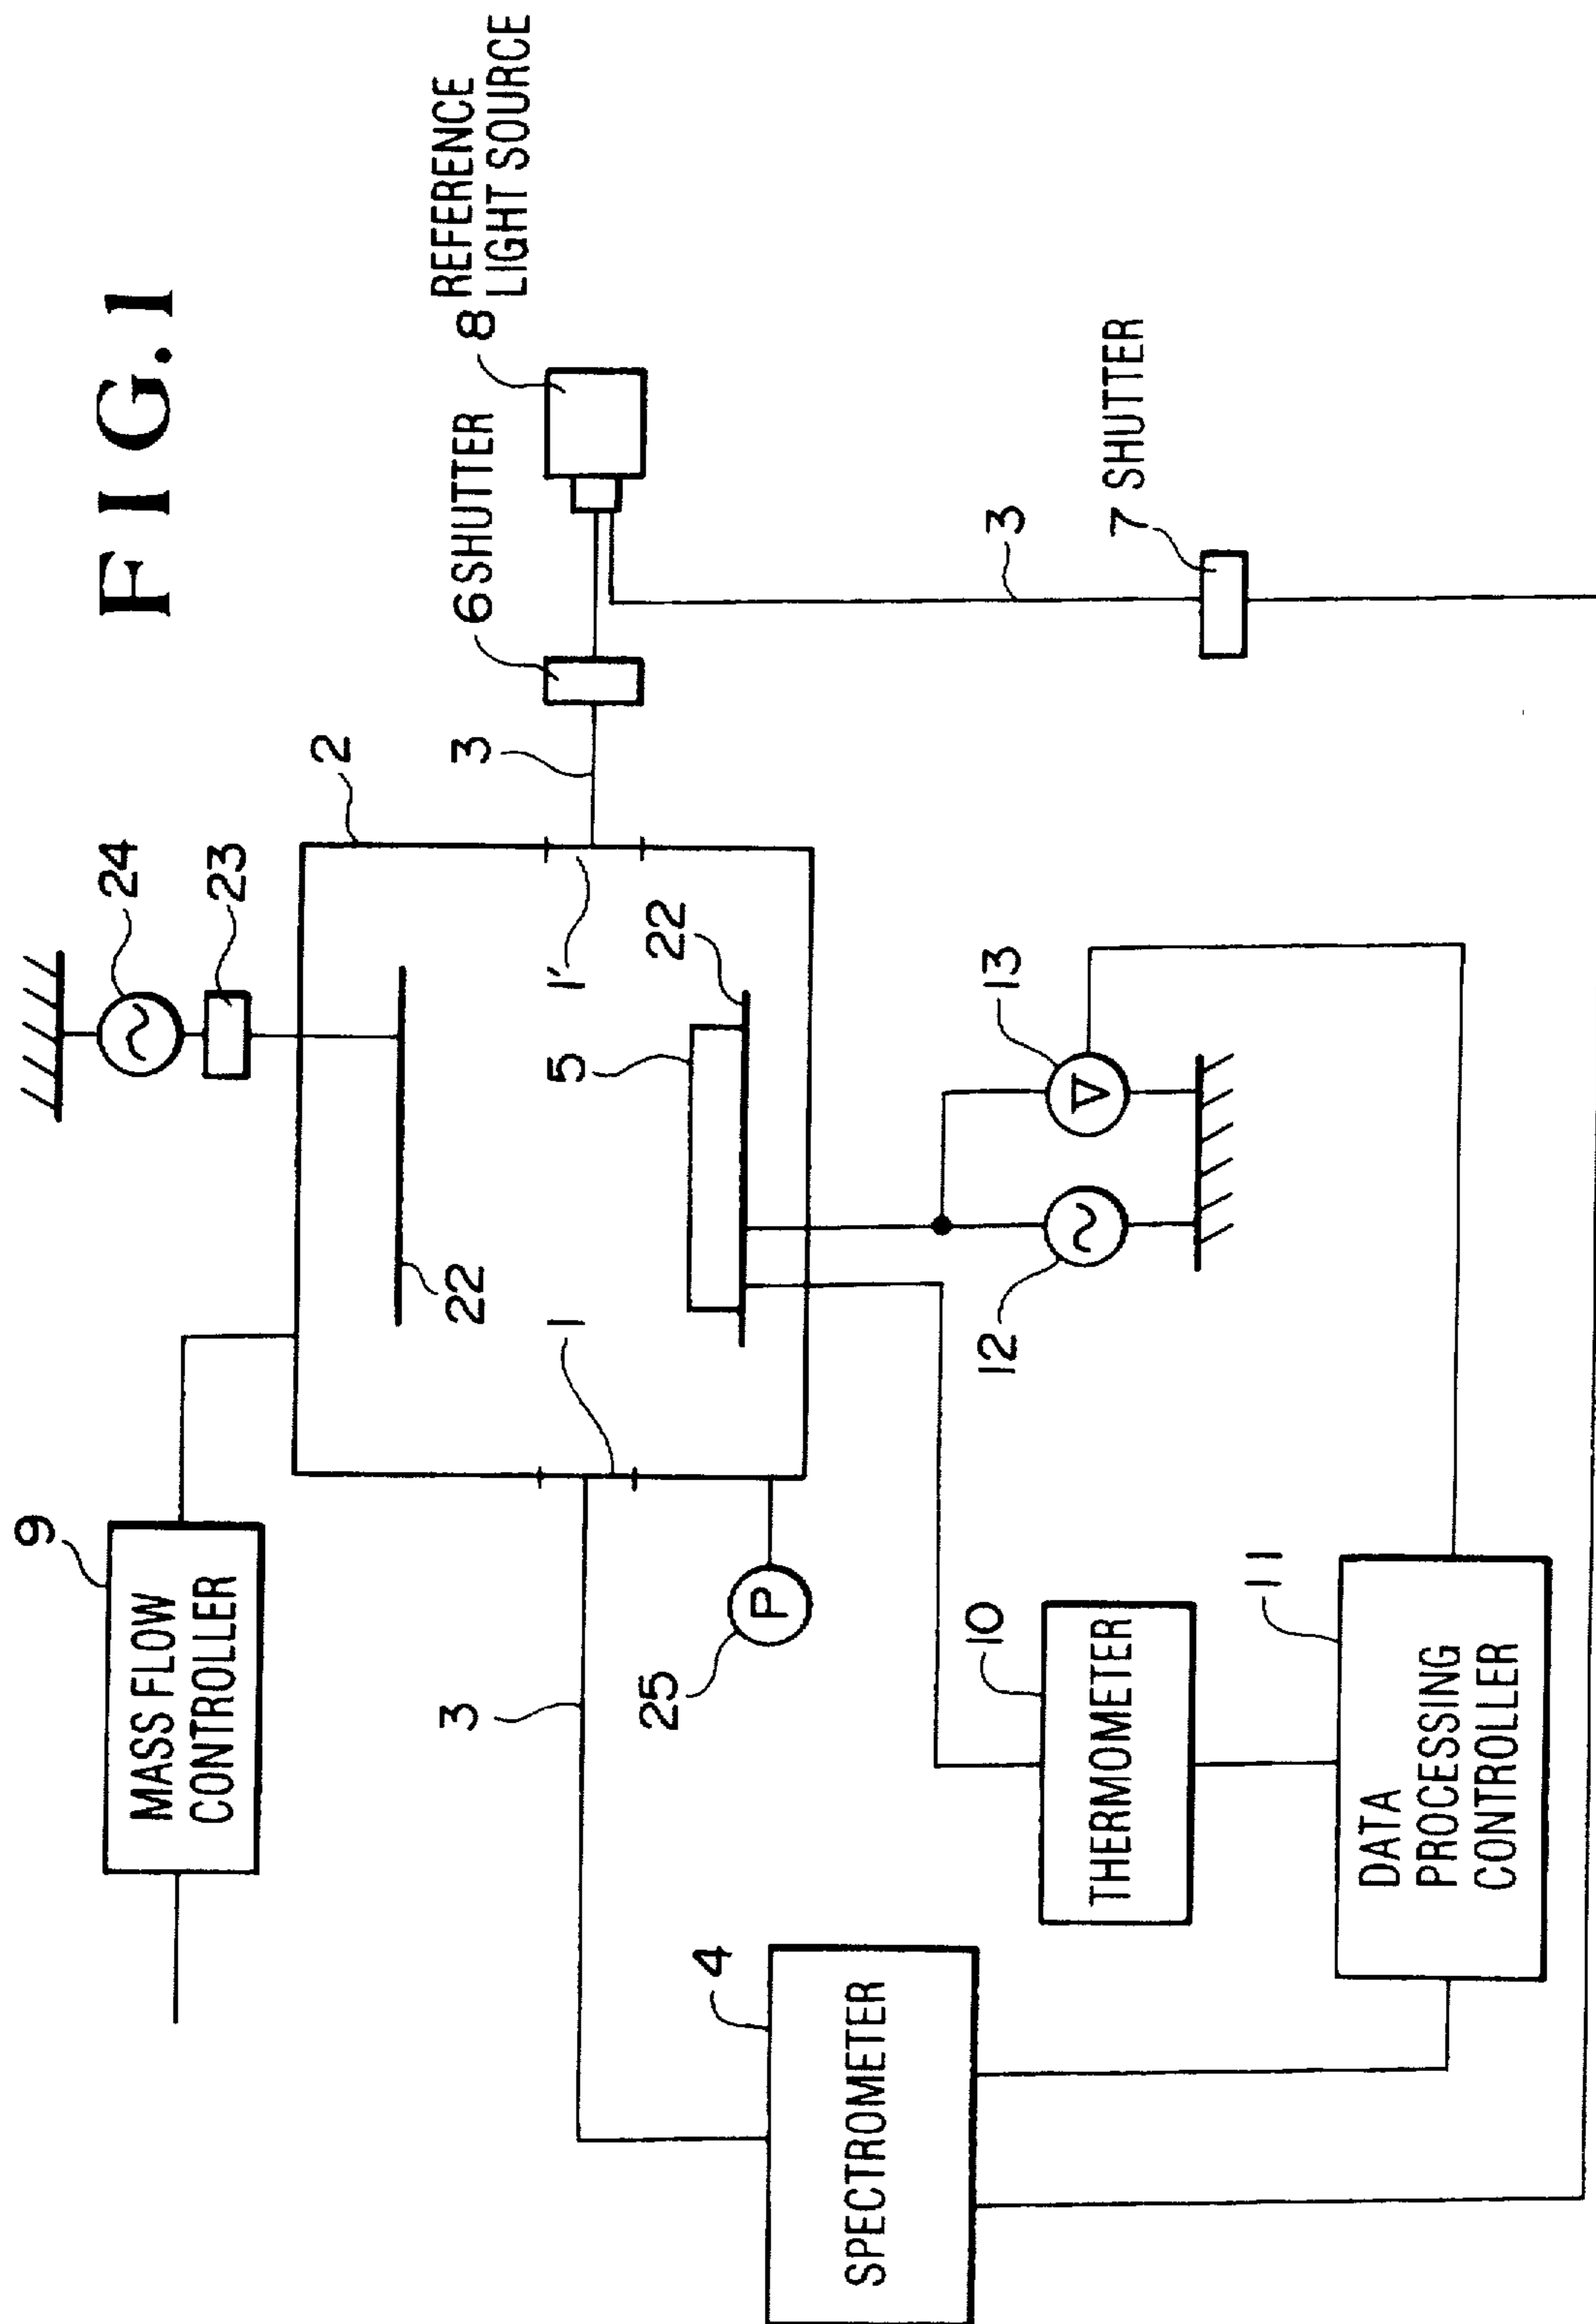 FIG.1
24
23
2
9
MASS FLOW
CONTROLLER
22
1
1'
3
3
6 SHUTTER
8 REFERENCE
LIGHT SOURCE
5
22
25
P
4
SPECTROMETER
10
THERMOMETER
12
13
V
3
7 SHUTTER
11
DATA
PROCESSING
CONTROLLER